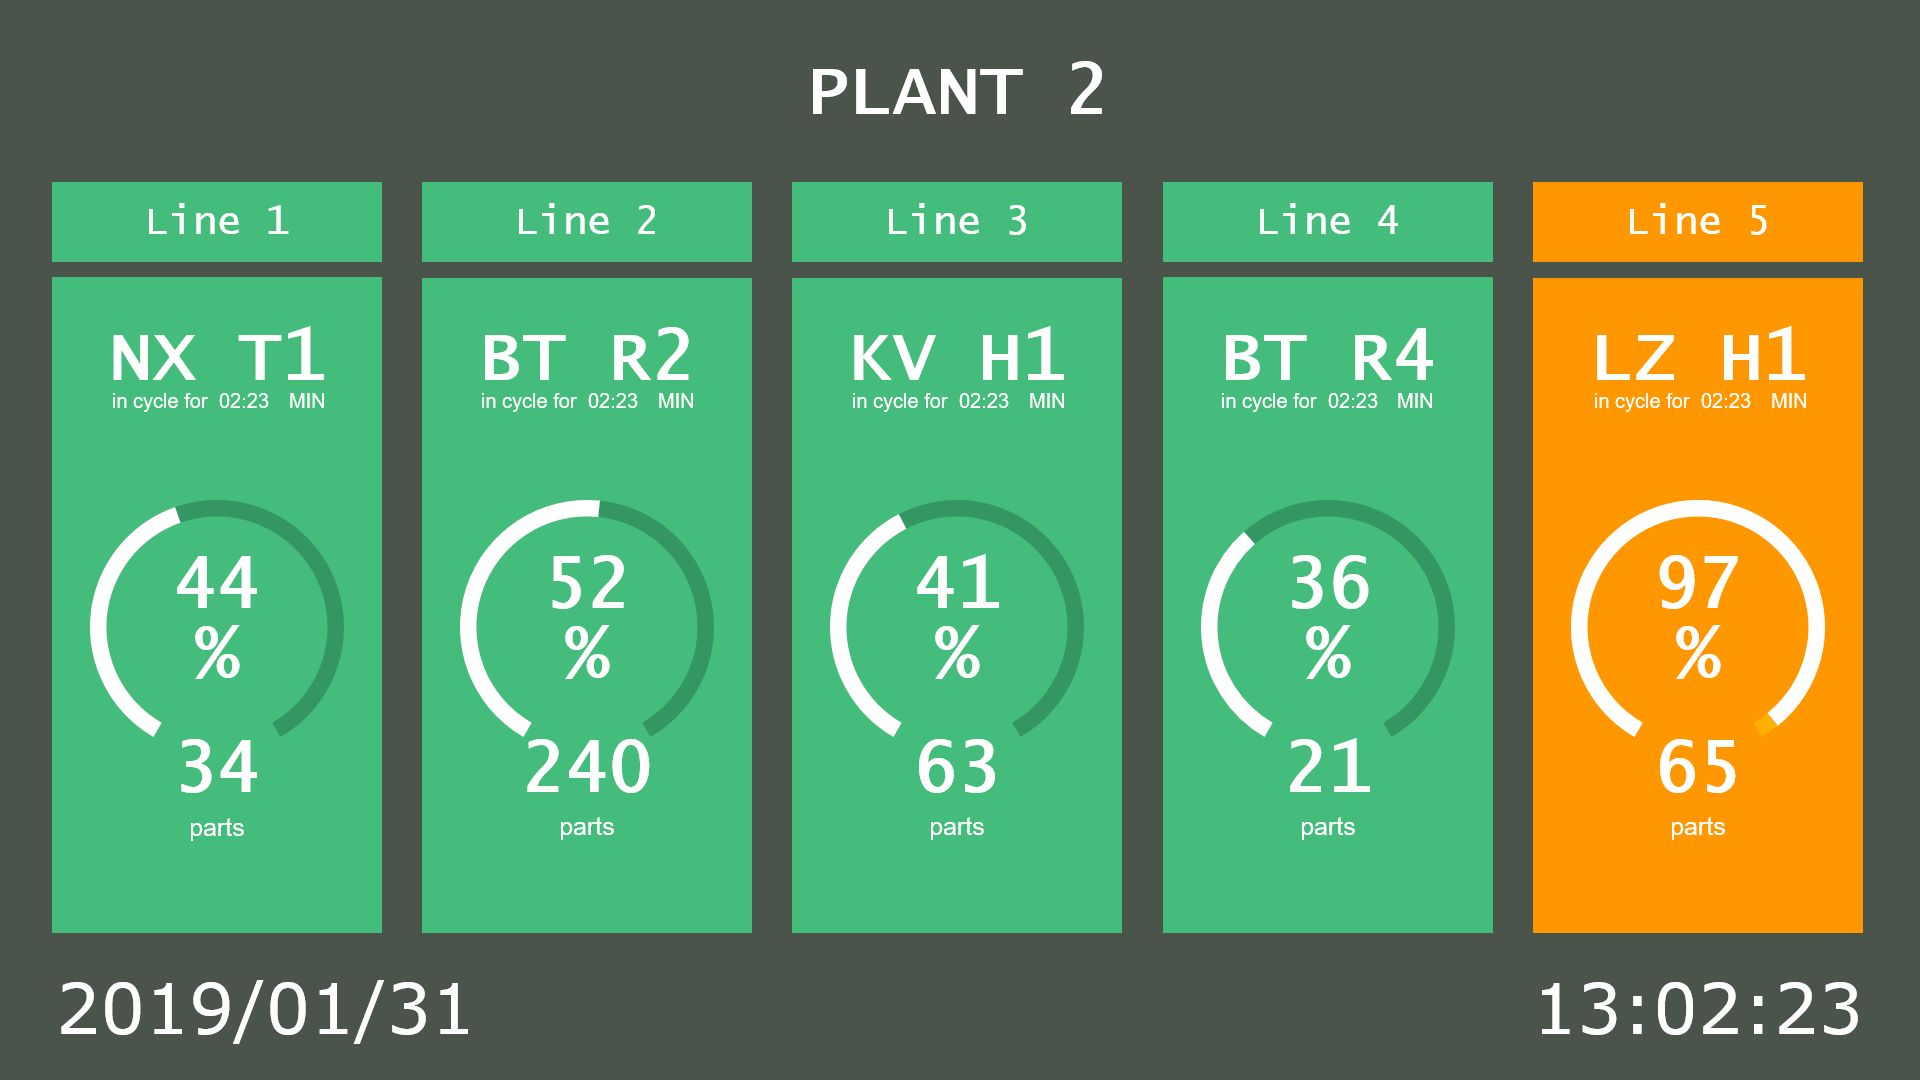 PLANT 2
Line 1
NX T1
in cycle for 02:23 MIN
44
%
34
parts
Line 2
BT R2
in cycle for 02:23 MIN
52
%
240
parts
Line 3
KV H1
in cycle for 02:23 MIN
41
%
63
parts
Line 4
BT R4
in cycle for 02:23 MIN
36
%
21
parts
Line 5
LZ H1
in cycle for 02:23 MIN
97
%
65
parts
2019/01/31
13:02:23